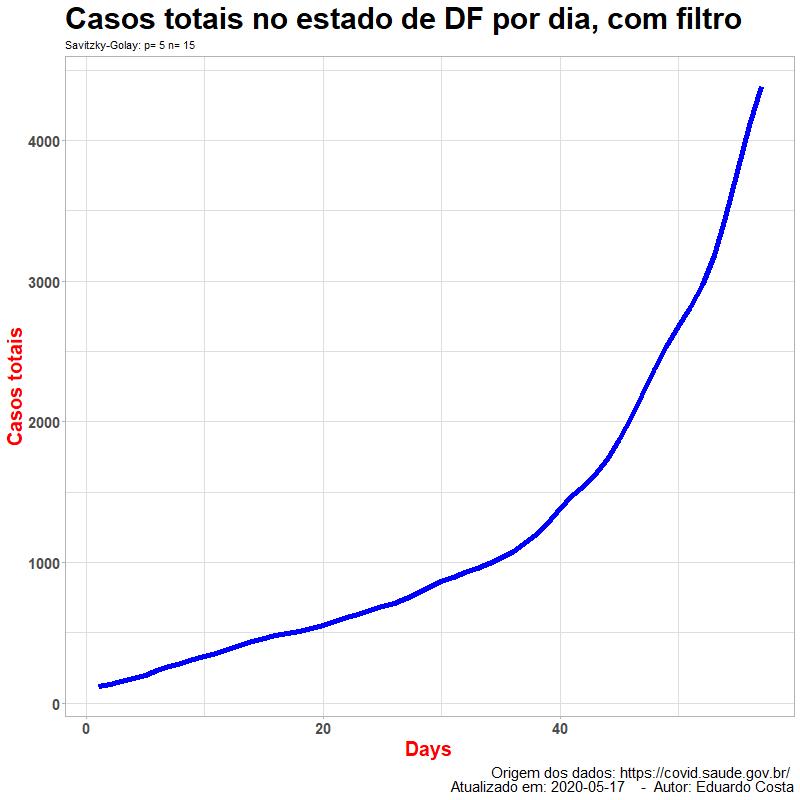 Casos totais no estado de DF por dia, com filtro
Savitzky-Golay: p= 5 n= 15
4000
3000
2000
1000
0
Casos totais
0 20 40
Days
Origem dos dados: https://covid.saude.gov.br/
Atualizado em: 2020-05-17 - Autor: Eduardo Costa